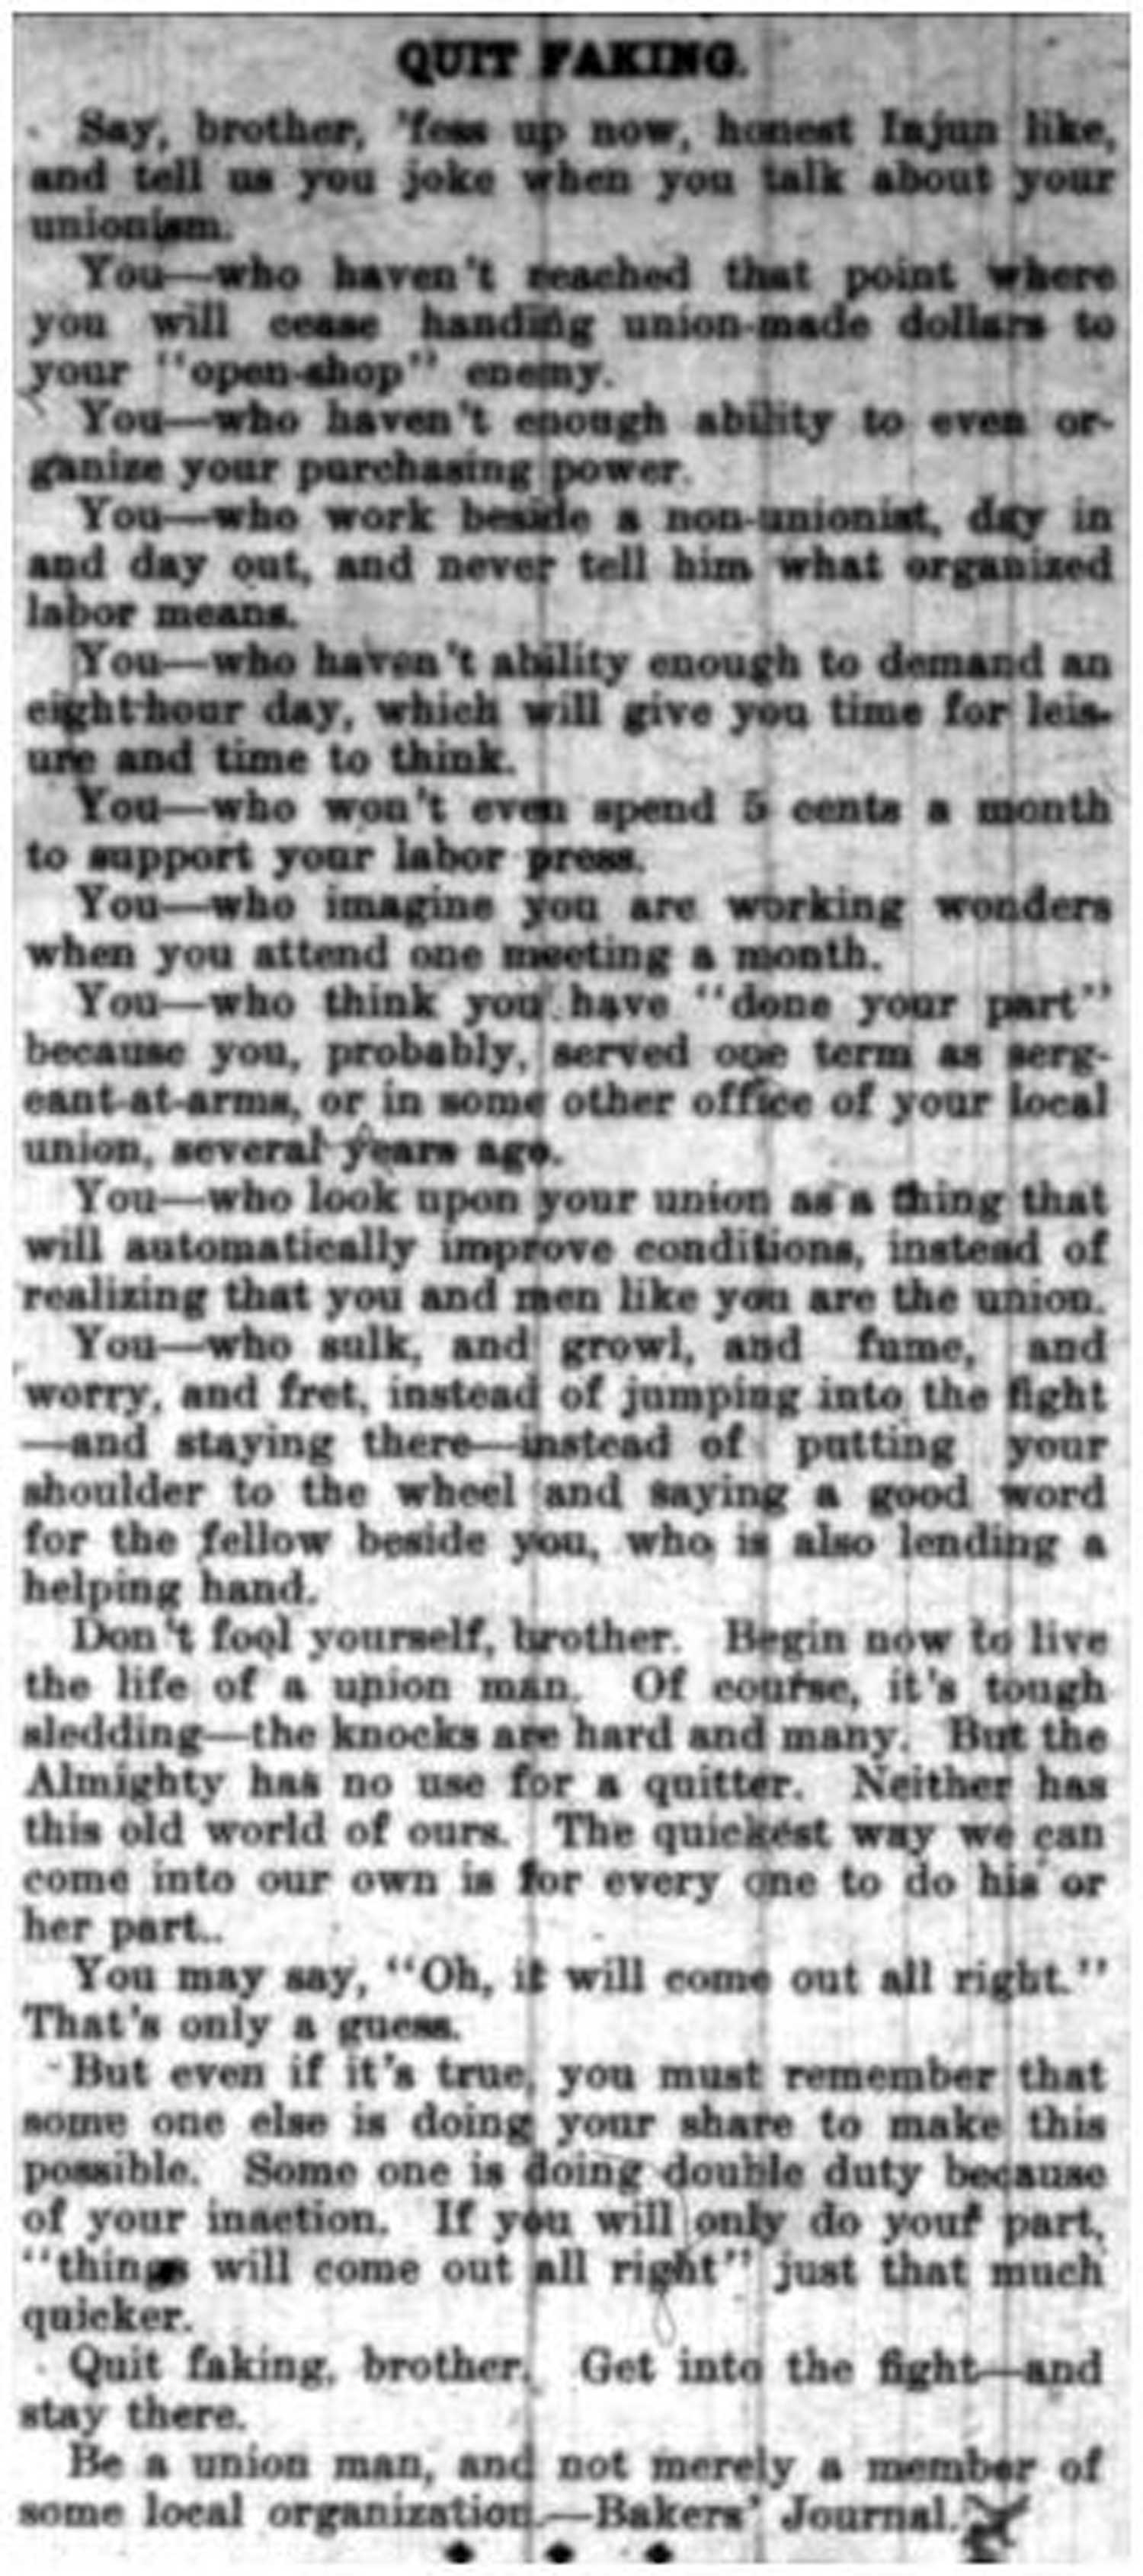 QUIT FAKING.
Say, brother, 'fess up now, honest Injun like,
and tell us you joke when you talk about your
unionism.
You—who haven't reached that point where
you will cease handing union-made dollars to
your "open-shop" enemy.
You—who haven't enough ability to even or-
ganize your purchasing power.
You—who work beside a non-unionist, day in
and day out, and never tell him what organized
labor means.
You—who haven't ability enough to demand an
eight-hour day, which will give you time for leis-
ure and time to think.
You—who won't even spend 5 cents a month
to support your labor press.
You—who imagine you are working wonders
when you attend one meeting a month.
You—who think you have "done your part"
because you, probably, served one term as serg-
eant-at-arms, or in some other office of your local
union, several years ago.
You—who look upon your union as a thing that
will automatically improve conditions, instead of
realizing that you and men like you are the union.
You—who sulk, and growl, and fume, and
worry, and fret, instead of jumping into the fight
—and staying there—instead of putting your
shoulder to the wheel and saying a good word
for the fellow beside you, who is also lending a
helping hand.
Don't fool yourself, brother. Begin now to live
the life of a union man. Of course, it's tough
sledding—the knocks are hard and many. But the
Almighty has no use for a quitter. Neither has
this old world of ours. The quickest way we can
come into our own is for every one to do his or
her part..
You may say, "Oh, it will come out all right."
That's only a guess.
But even if it's true, you must remember that
some one else is doing your share to make this
possible. Some one is doing double duty because
of your inaction. If you will only do your part,
"things will come out all right" just that much
quicker.
Quit faking, brother. Get into the fight—and
stay there.
Be a union man, and not merely a member of
some local organization.—Bakers' Journal.